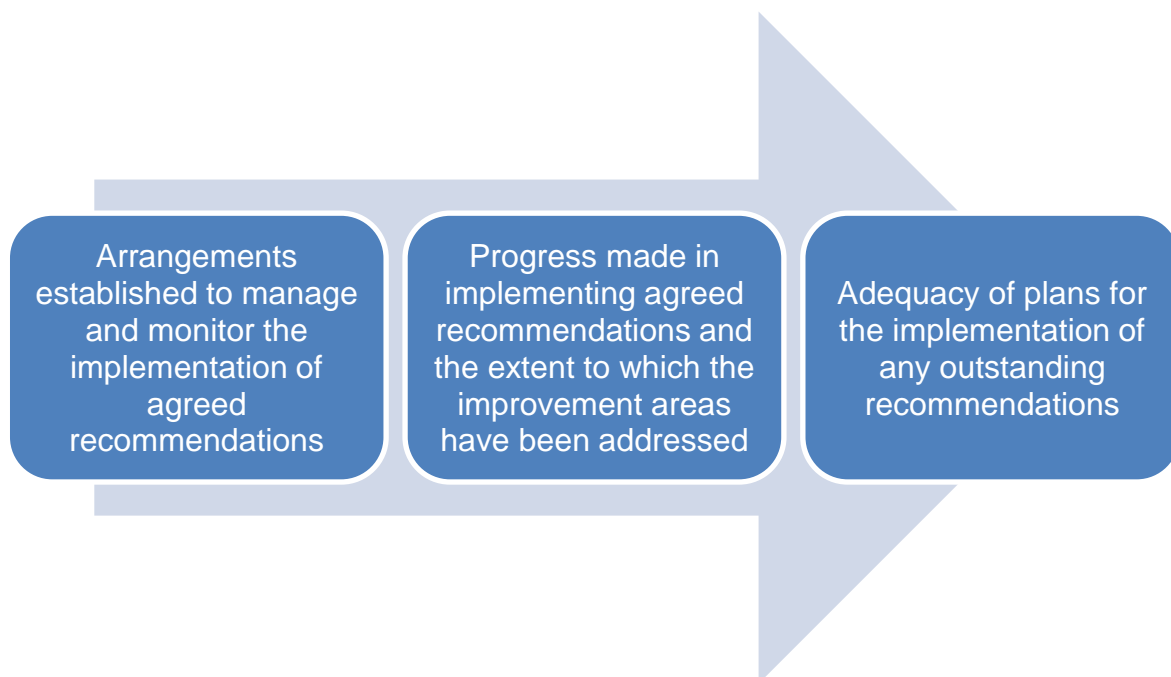 Arrangements
established to manage
and monitor the
implementation of
agreed
recommendations
Progress made in
implementing agreed
recommendations and
the extent to which the
improvement areas
have been addressed
Adequacy of plans for
the implementation of
any outstanding
recommendations